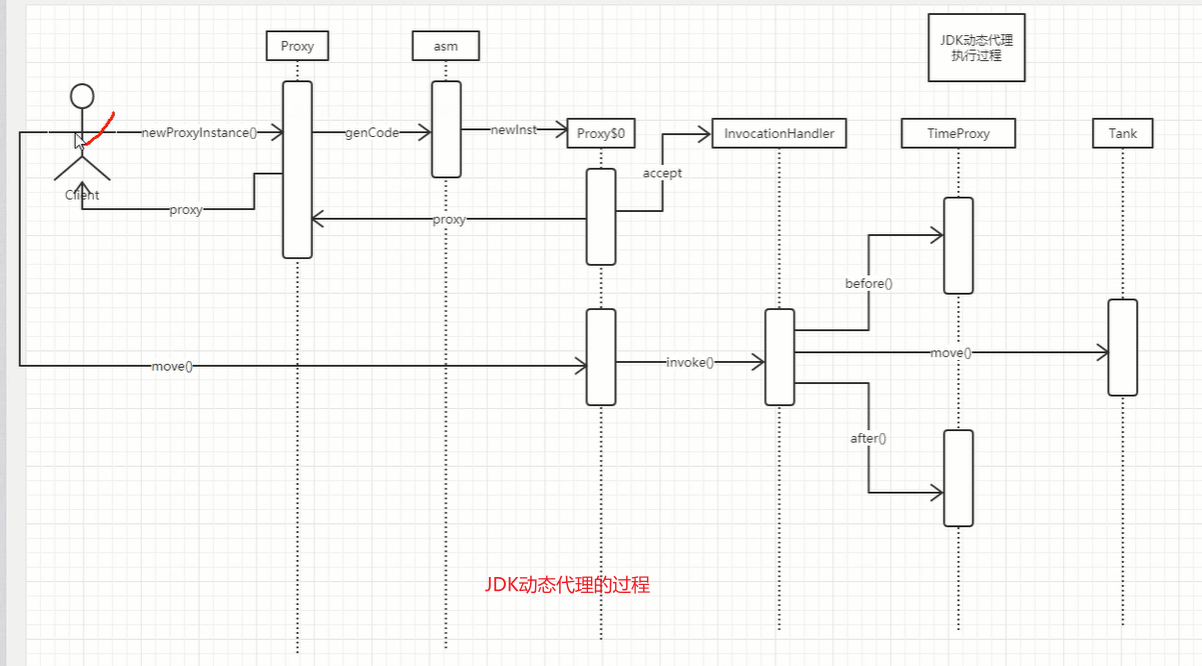 Proxy
asm
JDK动态代理
执行过程
newProxyInstance()
genCode
newInst
Proxy$0
InvocationHandler
TimeProxy
Tank
accept
Client
proxy
proxy
before()
move()
invoke()
move()
after()
JDK动态代理的过程